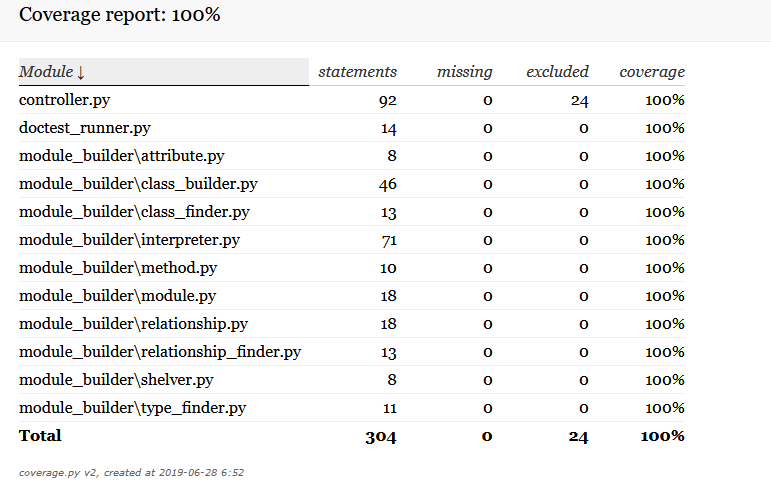 Coverage report: 100%
Module ↓ statements missing excluded coverage
controller.py 92 0 24 100%
doctest_runner.py 14 0 0 100%
module_builder\attribute.py 8 0 0 100%
module_builder\class_builder.py 46 0 0 100%
module_builder\class_finder.py 13 0 0 100%
module_builder\interpreter.py 71 0 0 100%
module_builder\method.py 10 0 0 100%
module_builder\module.py 18 0 0 100%
module_builder\relationship.py 18 0 0 100%
module_builder\relationship_finder.py 13 0 0 100%
module_builder\shelver.py 8 0 0 100%
module_builder\type_finder.py 11 0 0 100%
Total 304 0 24 100%
coverage.py v2, created at 2019-06-28 6:52